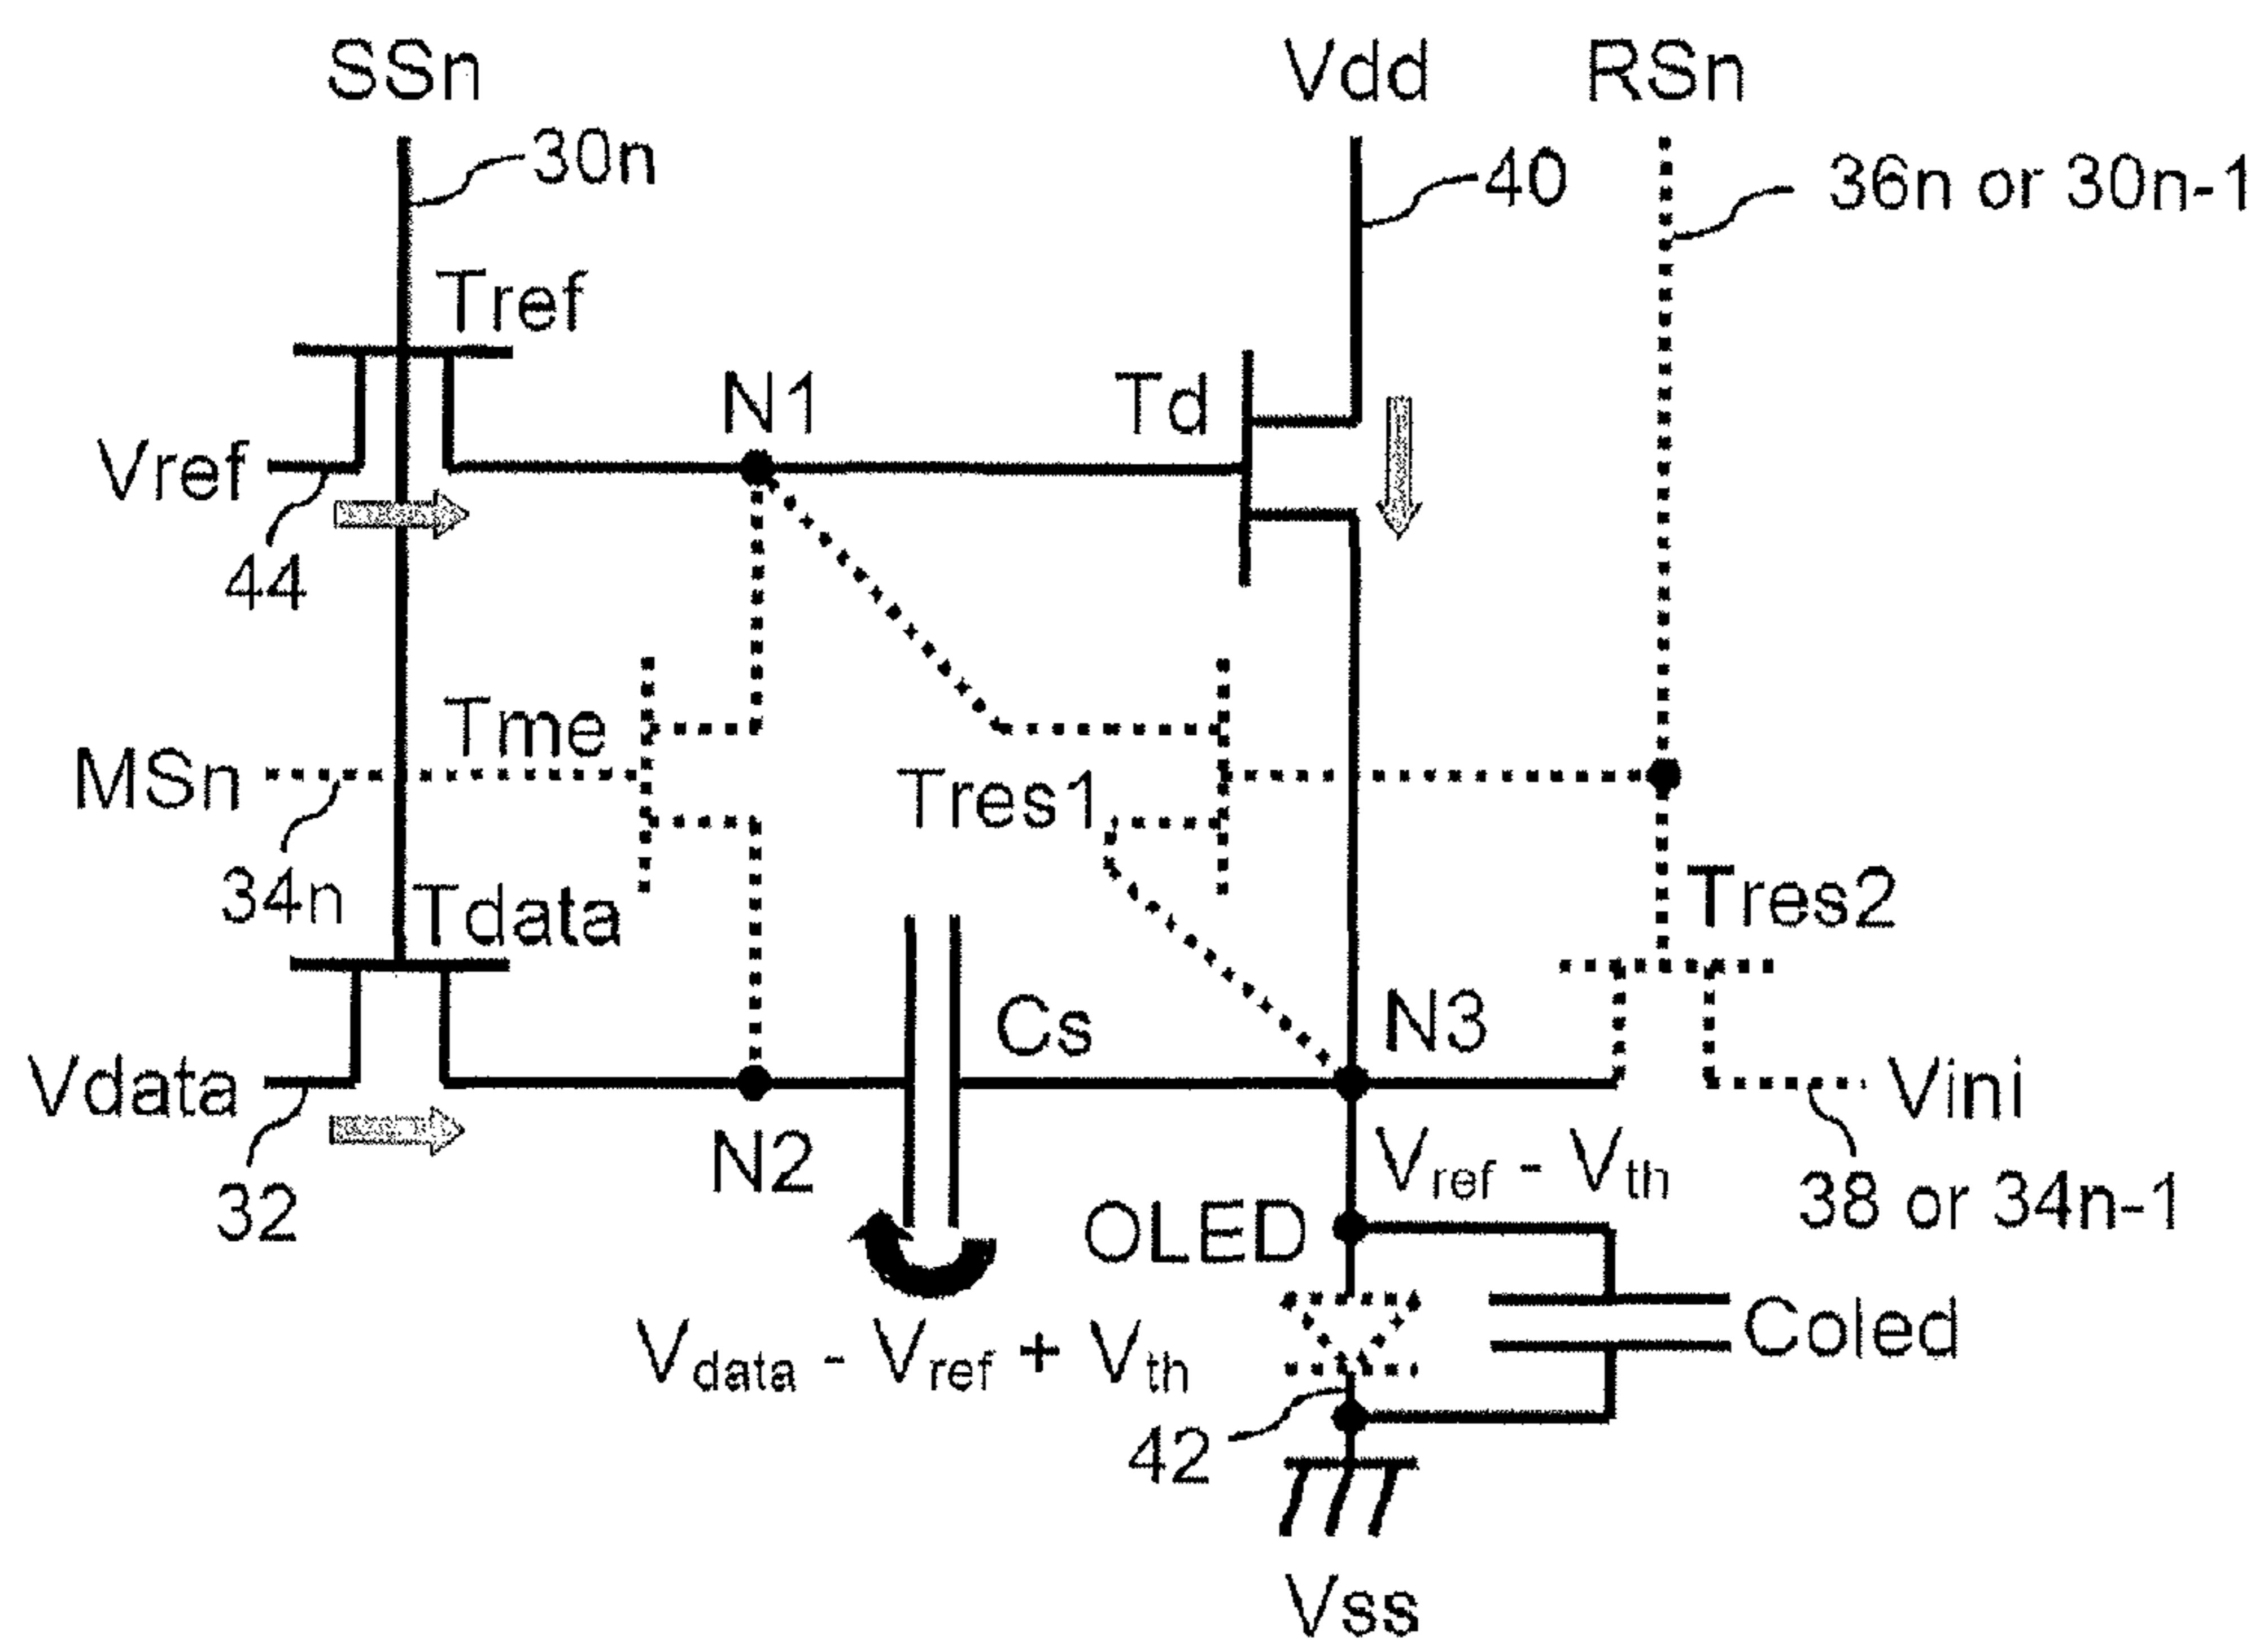 SSn
Vdd
RSn
30n
40
36n or 30n-1
Tref
N1
Td
Vref
44
Tme
MSn
Tres1
34n
Tdata
Tres2
Cs
N3
Vdata
Vini
N2
Vref - Vth
32
OLED
38 or 34n-1
Vdata - Vref + Vth
Coled
42
Vss